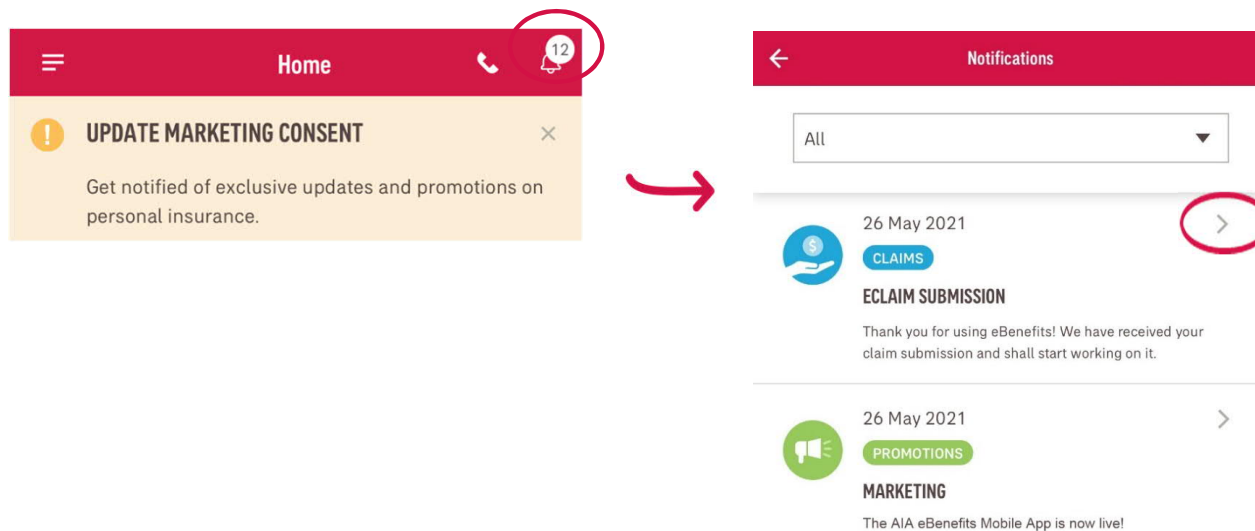 Home
12
UPDATE MARKETING CONSENT
Get notified of exclusive updates and promotions on
personal insurance.
Notifications
All
26 May 2021
CLAIMS
ECLAIM SUBMISSION
Thank you for using eBenefits! We have received your
claim submission and shall start working on it.
26 May 2021
PROMOTIONS
MARKETING
The AIA eBenefits Mobile App is now live!